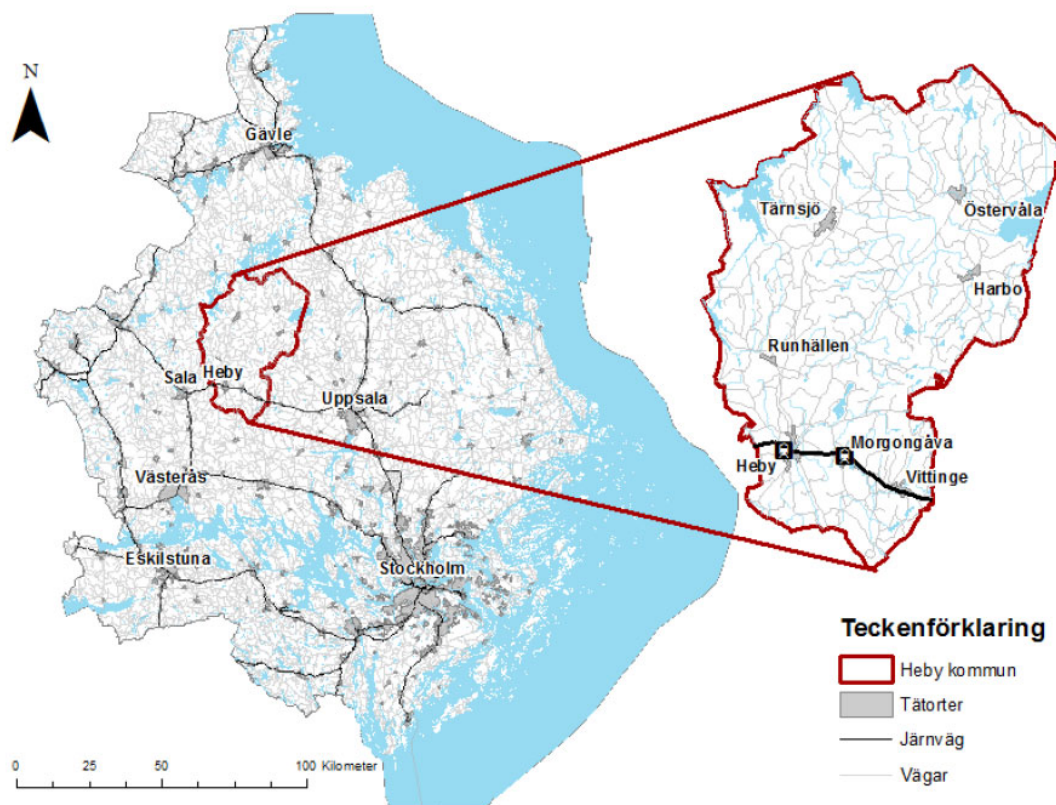 N
Gävle
Sala
Heby
Uppsala
Västerås
Eskilstuna
Stockholm
Tärnsjö
Östervåla
Harbo
Runhällen
Heby
Morgongåva
Vittinge
Teckenförklaring
Heby kommun
Tätorter
Järnväg
Vägar
0 25 50 100 Kilometer